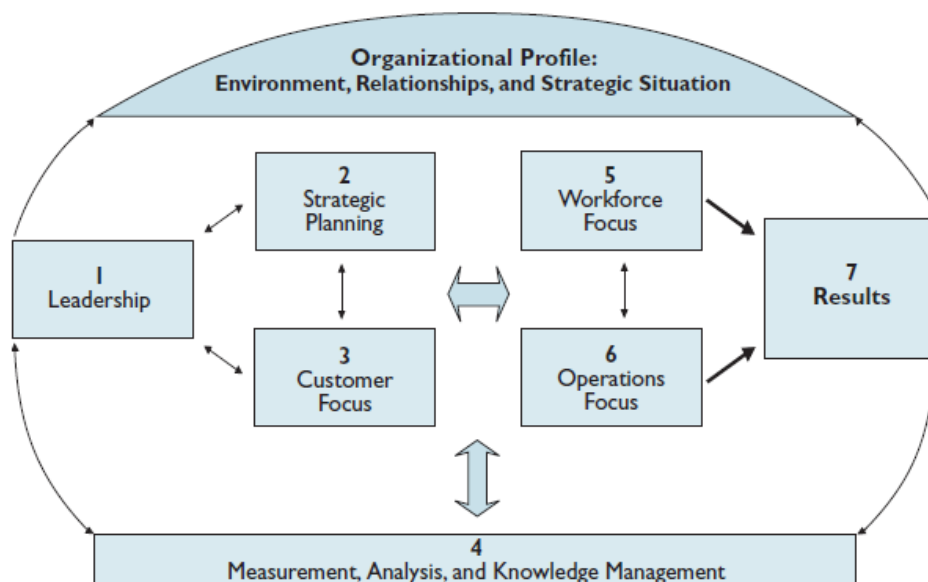 Organizational Profile:
Environment, Relationships, and Strategic Situation
2
Strategic
Planning
5
Workforce
Focus
1
Leadership
7
Results
3
Customer
Focus
6
Operations
Focus
4
Measurement, Analysis, and Knowledge Management